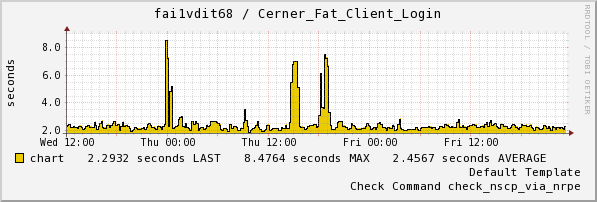 fai1vdit68 / Cerner_Fat_Client_Login
RRDTOOL / TOBI OETIKER
seconds
8.0
6.0
4.0
2.0
Wed 12:00 Thu 00:00 Thu 12:00 Fri 00:00 Fri 12:00
chart 2.2932 seconds LAST 8.4764 seconds MAX 2.4567 seconds AVERAGE
Default Template
Check Command check_nscp_via_nrpe